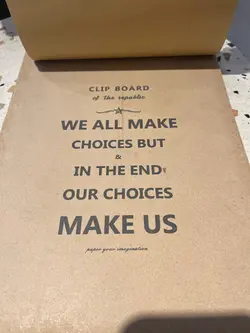 CLIP BOARD
of the republic
WE ALL MAKE
CHOICES BUT
&
IN THE END,
OUR CHOICES
MAKE US
paper your imagination